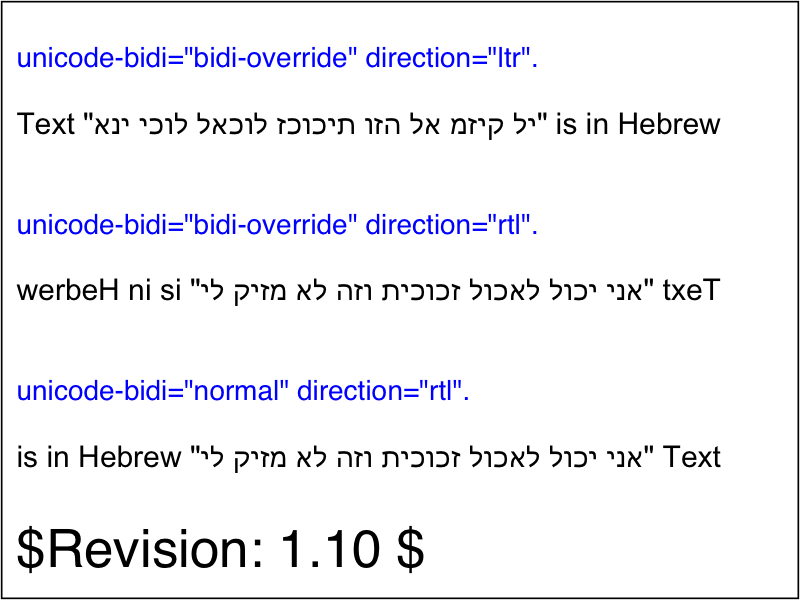 unicode-bidi="bidi-override" direction="ltr".
Text "יל קיזמ אל הזו תיכוכז לוכאל לוכי ינא" is in Hebrew
unicode-bidi="bidi-override" direction="rtl".
werbeH ni si "אני יכול לאכול זכוכית וזה לא מזיק לי" txeT
unicode-bidi="normal" direction="rtl".
is in Hebrew "אני יכול לאכול זכוכית וזה לא מזיק לי" Text
$Revision: 1.10 $